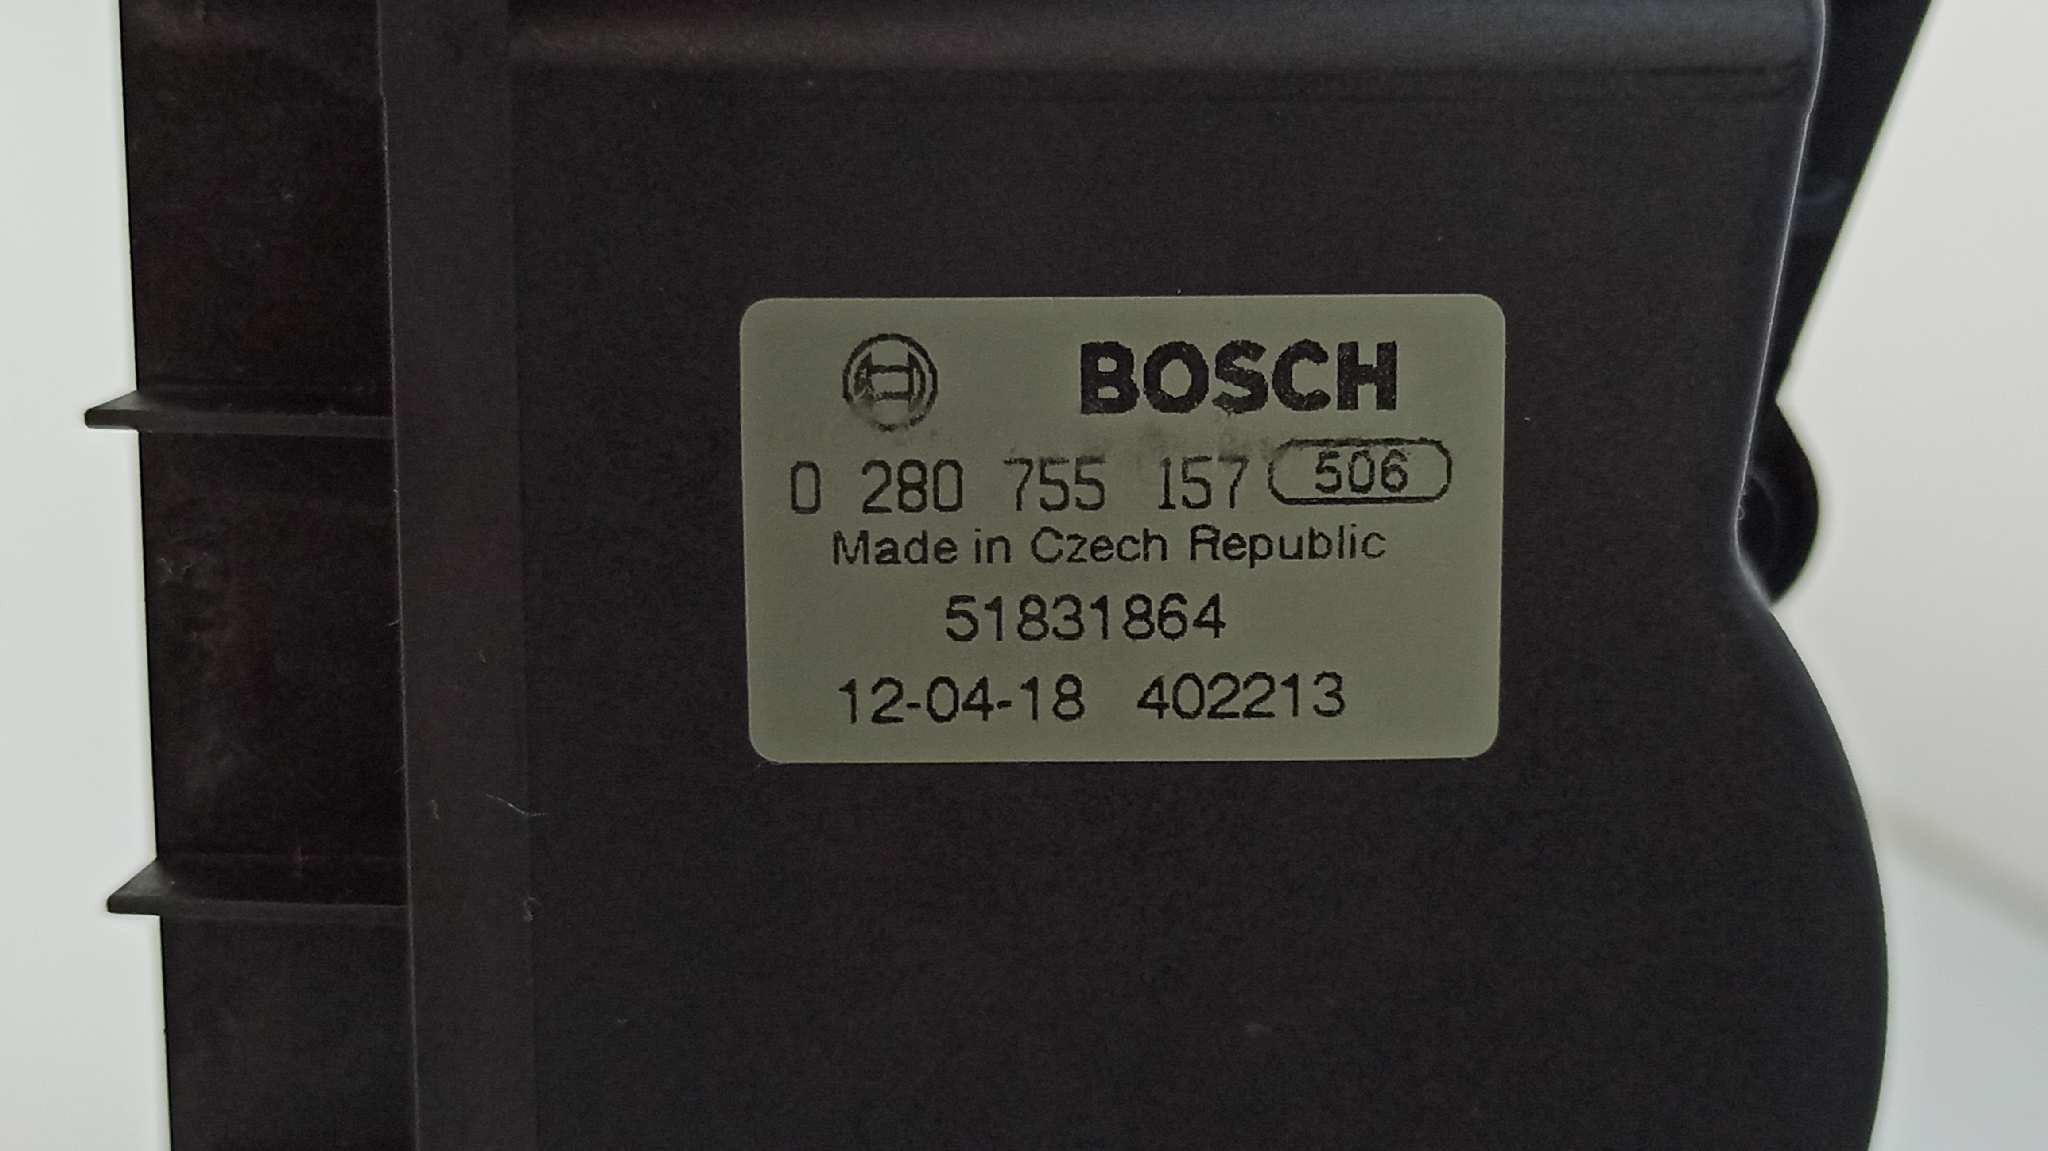 BOSCH
0 280 755 157 506
Made in Czech Republic
51831864
12-04-18 402213